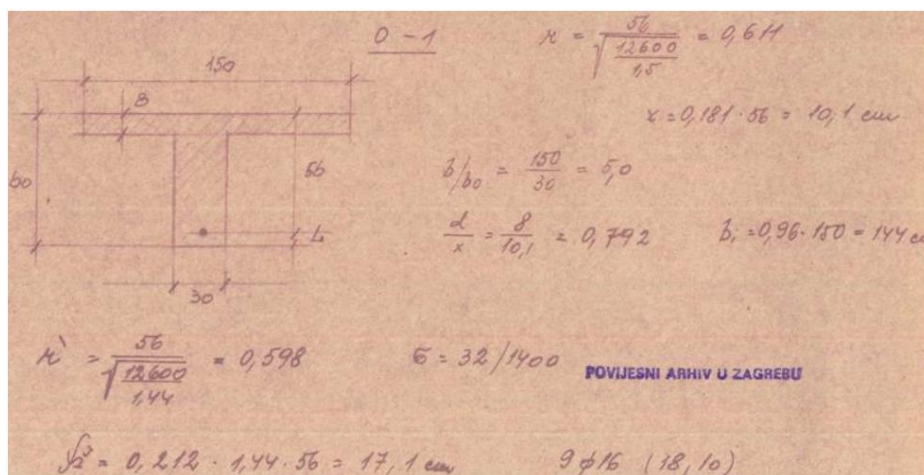 0 - 1
r = 56 / √(12600 / 1,5) = 0,611
150
8
x = 0,181 · 56 = 10,1 cm
60
56
b/b0 = 150 / 30 = 5,0
4
d / x = 8 / 10,1 = 0,792
b, = 0,96 · 150 = 144 cm
30
r' = 56 / √(12600 / 1,44) = 0,598
σ = 32/1400
POVIJESNI ARHIV U ZAGREBU
= 0,212 · 1,44 · 56 = 17,1 cm
9 ϕ 16 (18,10)